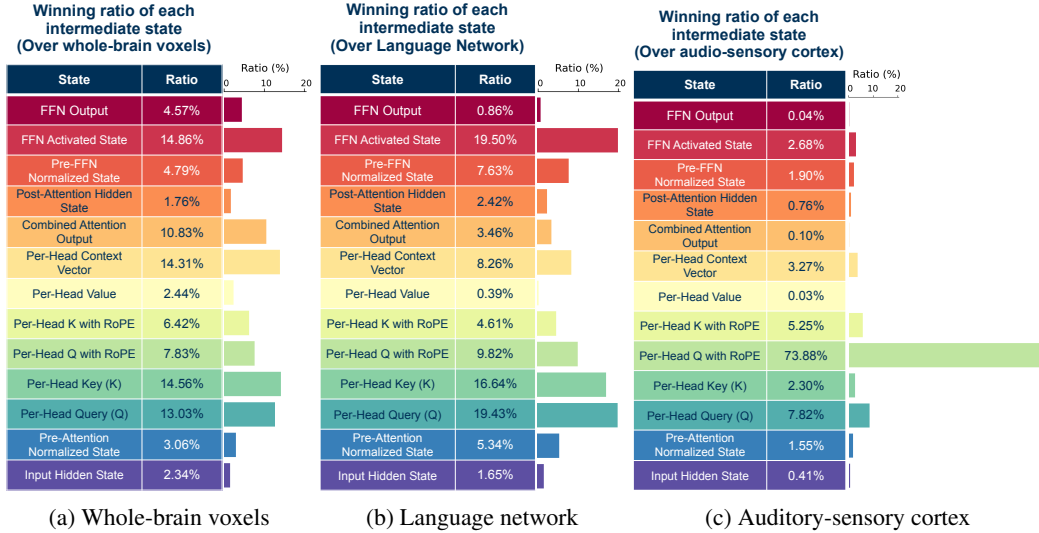 Winning ratio of each
intermediate state
(Over whole-brain voxels)
State Ratio
Ratio (%)
0 10 20
FFN Output 4.57%
FFN Activated State 14.86%
Pre-FFN
Normalized State 4.79%
Post-Attention Hidden
State 1.76%
Combined Attention
Output 10.83%
Per-Head Context
Vector 14.31%
Per-Head Value 2.44%
Per-Head K with RoPE 6.42%
Per-Head Q with RoPE 7.83%
Per-Head Key (K) 14.56%
Per-Head Query (Q) 13.03%
Pre-Attention
Normalized State 3.06%
Input Hidden State 2.34%
(a) Whole-brain voxels
Winning ratio of each
intermediate state
(Over Language Network)
State Ratio
Ratio (%)
0 10 20
FFN Output 0.86%
FFN Activated State 19.50%
Pre-FFN
Normalized State 7.63%
Post-Attention Hidden
State 2.42%
Combined Attention
Output 3.46%
Per-Head Context
Vector 8.26%
Per-Head Value 0.39%
Per-Head K with RoPE 4.61%
Per-Head Q with RoPE 9.82%
Per-Head Key (K) 16.64%
Per-Head Query (Q) 19.43%
Pre-Attention
Normalized State 5.34%
Input Hidden State 1.65%
(b) Language network
Winning ratio of each
intermediate state
(Over audio-sensory cortex)
State Ratio
Ratio (%)
0 10 20
FFN Output 0.04%
FFN Activated State 2.68%
Pre-FFN
Normalized State 1.90%
Post-Attention Hidden
State 0.76%
Combined Attention
Output 0.10%
Per-Head Context
Vector 3.27%
Per-Head Value 0.03%
Per-Head K with RoPE 5.25%
Per-Head Q with RoPE 73.88%
Per-Head Key (K) 2.30%
Per-Head Query (Q) 7.82%
Pre-Attention
Normalized State 1.55%
Input Hidden State 0.41%
(c) Auditory-sensory cortex